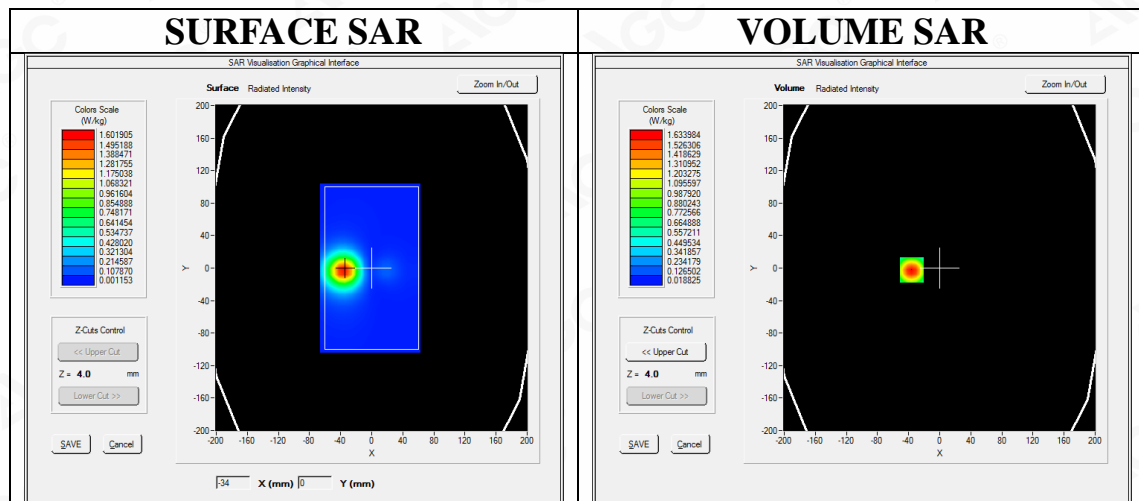 SURFACE SAR
SAR Visualisation Graphical Interface
Surface Radiated Intensity
Zoom In/Out
Colors Scale
(W/kg)
1.601905
1.495188
1.388471
1.281755
1.175038
1.068321
0.961604
0.854888
0.748171
0.641454
0.534737
0.428020
0.321304
0.214587
0.107870
0.001153
Z-Cuts Control
<< Upper Cut
Z = 4.0 mm
Lower Cut >>
SAVE Cancel
Y
200
160
120
80
40
0
-40
-80
-120
-160
-200
-200 -160 -120 -80 -40 0 40 80 120 160 200
X
-34 X (mm) 0 Y (mm)
VOLUME SAR
SAR Visualisation Graphical Interface
Volume Radiated Intensity
Zoom In/Out
Colors Scale
(W/kg)
1.633984
1.526306
1.418629
1.310952
1.203275
1.095597
0.987920
0.880243
0.772566
0.664888
0.557211
0.449534
0.341857
0.234179
0.126502
0.018825
Z-Cuts Control
<< Upper Cut
Z = 4.0 mm
Lower Cut >>
SAVE Cancel
Y
200
160
120
80
40
0
-40
-80
-120
-160
-200
-200 -160 -120 -80 -40 0 40 80 120 160 200
X